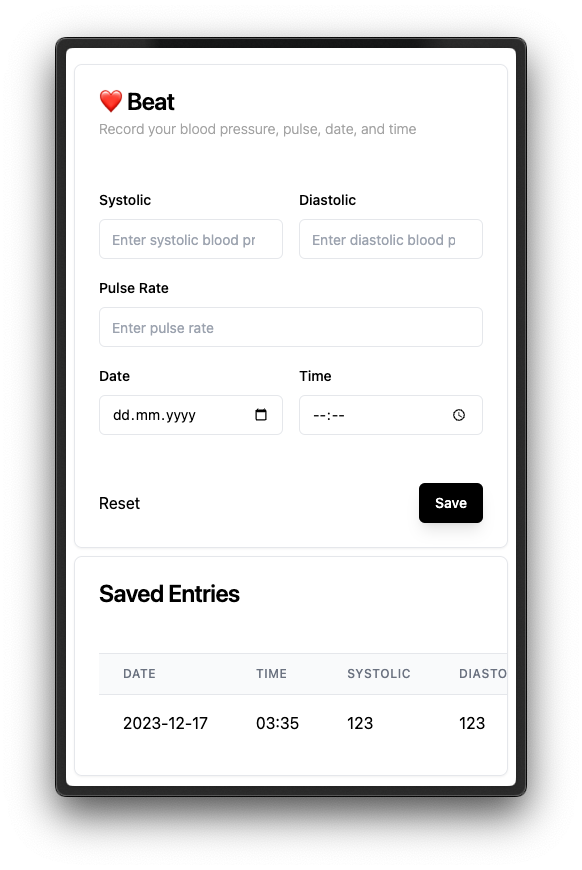 ❤️ Beat
Record your blood pressure, pulse, date, and time
Systolic
Diastolic
Enter systolic blood pr
Enter diastolic blood p
Pulse Rate
Enter pulse rate
Date
Time
dd.mm.yyyy
--:--
Reset
Save
Saved Entries
DATE TIME SYSTOLIC DIASTO
2023-12-17 03:35 123 123